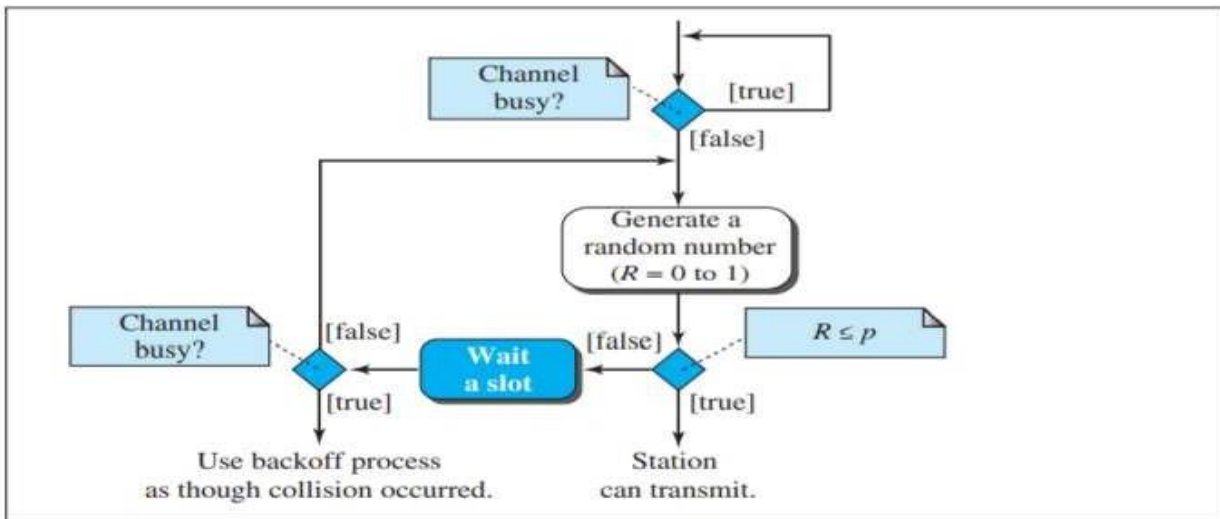 Channel
busy?
[true]
[false]
Generate a
random number
(R = 0 to 1)
Channel
busy?
[false]
Wait
a slot
[false]
R ≤ p
[true]
[true]
Use backoff process
as though collision occurred.
Station
can transmit.